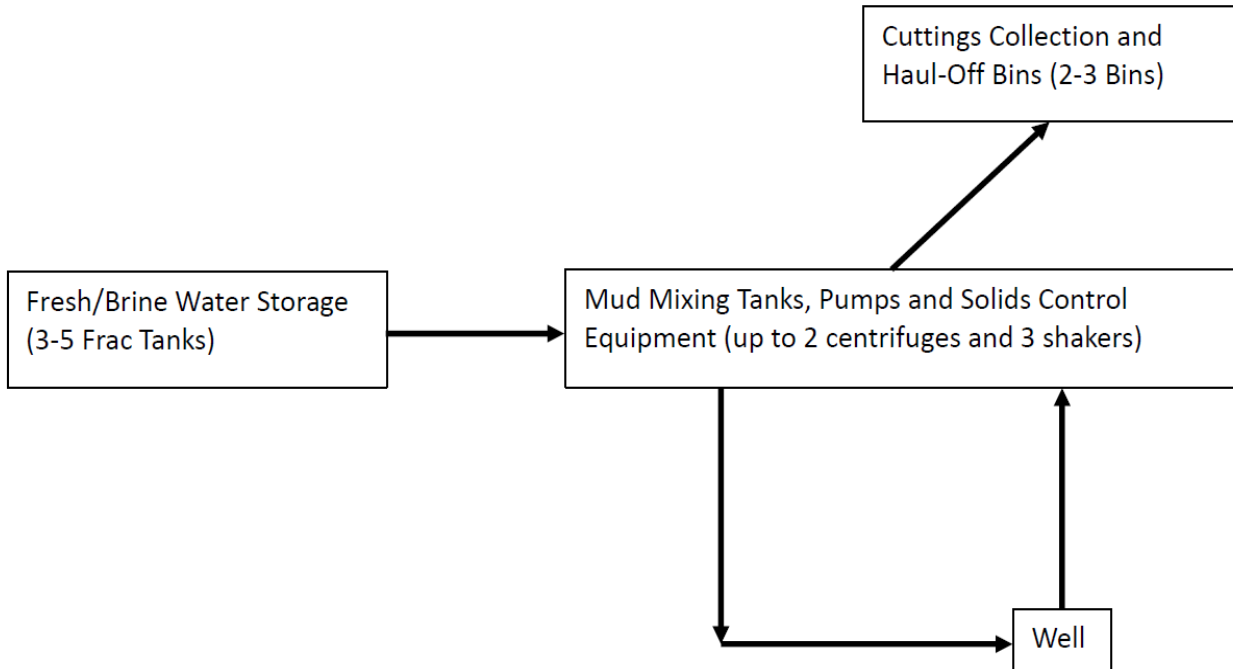 Cuttings Collection and
Haul-Off Bins (2-3 Bins)
Fresh/Brine Water Storage
(3-5 Frac Tanks)
Mud Mixing Tanks, Pumps and Solids Control
Equipment (up to 2 centrifuges and 3 shakers)
Well